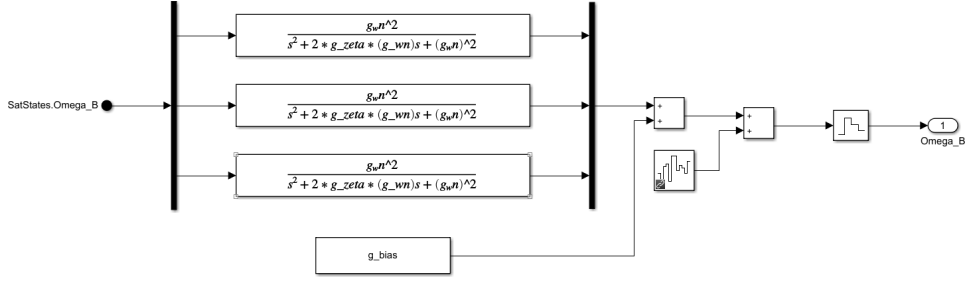 g_wn^2
s^2 + 2 * g_zeta * (g_wn)s + (g_wn)^2
SatStates.Omega_B
g_wn^2
s^2 + 2 * g_zeta * (g_wn)s + (g_wn)^2
+
+
+
+
1
Omega_B
g_wn^2
s^2 + 2 * g_zeta * (g_wn)s + (g_wn)^2
g_bias